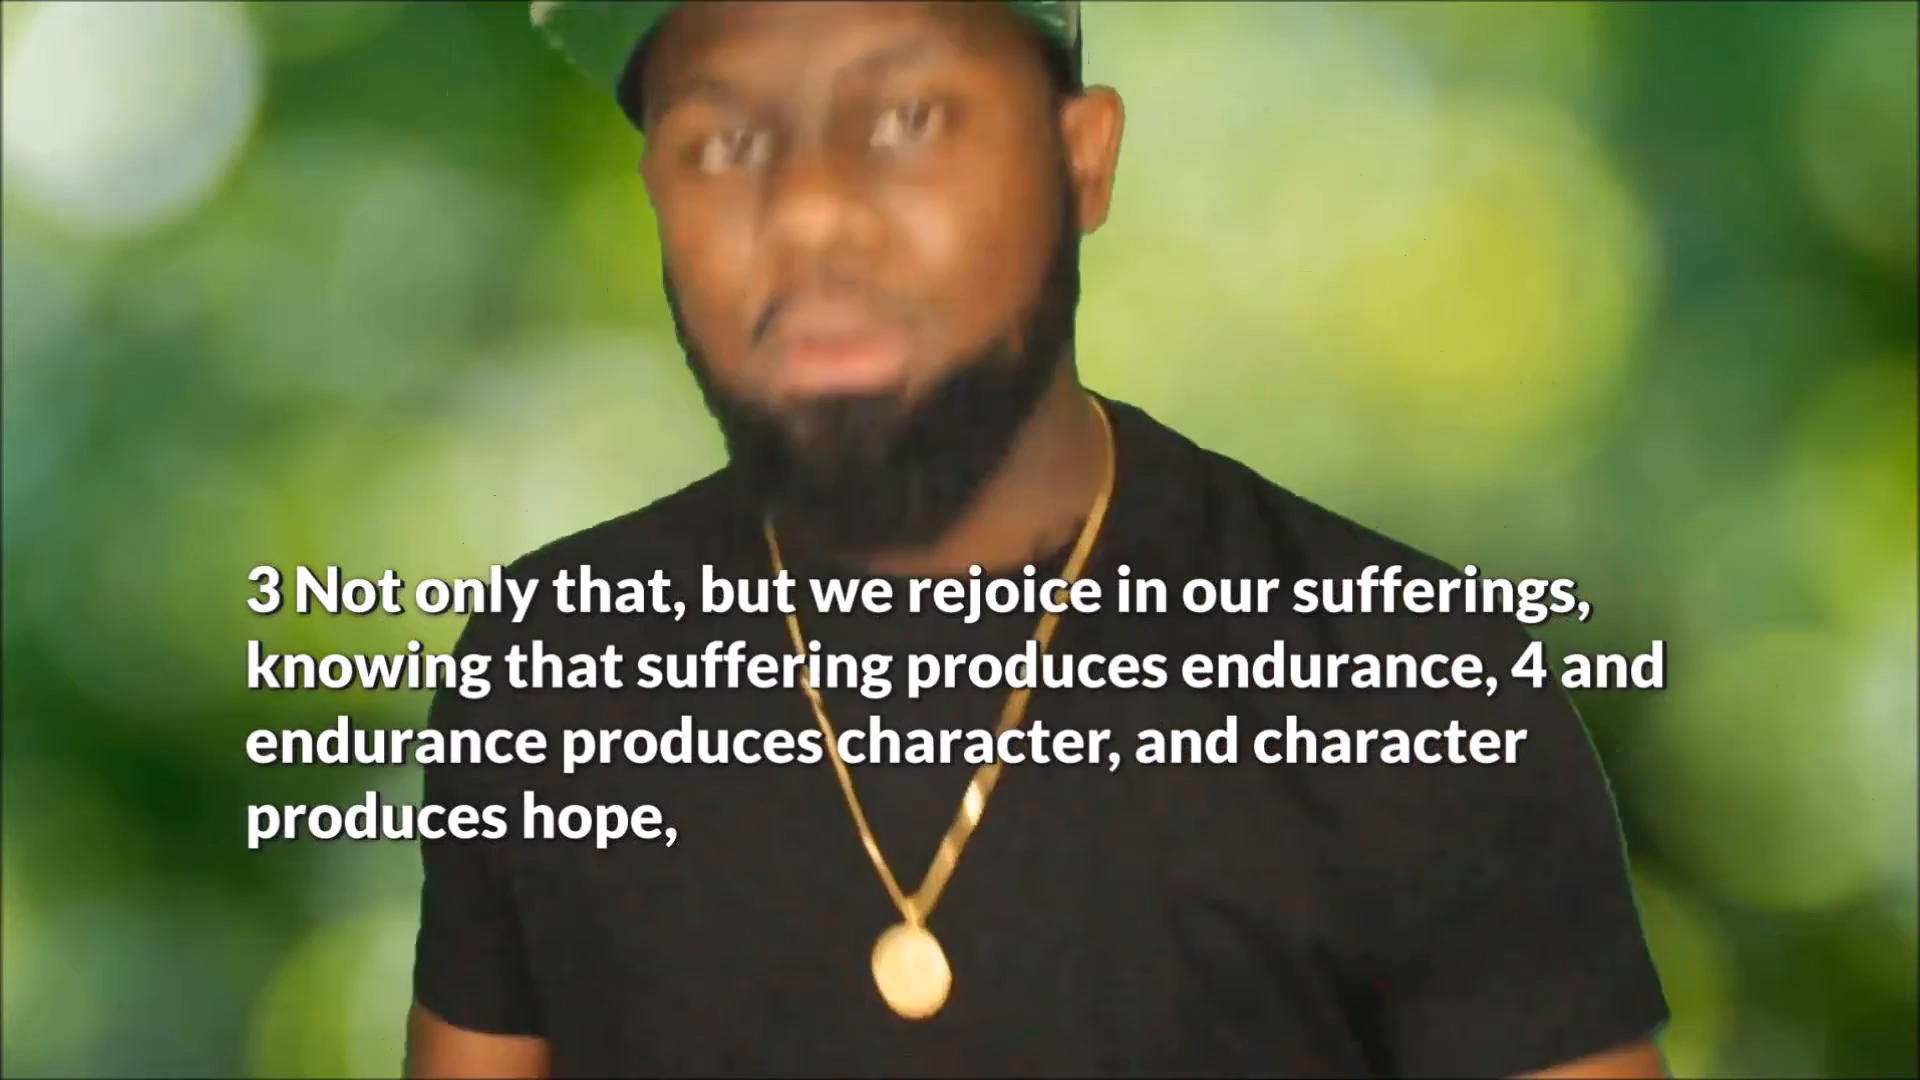 3 Not only that, but we rejoice in our sufferings,
knowing that suffering produces endurance, 4 and
endurance produces character, and character
produces hope,